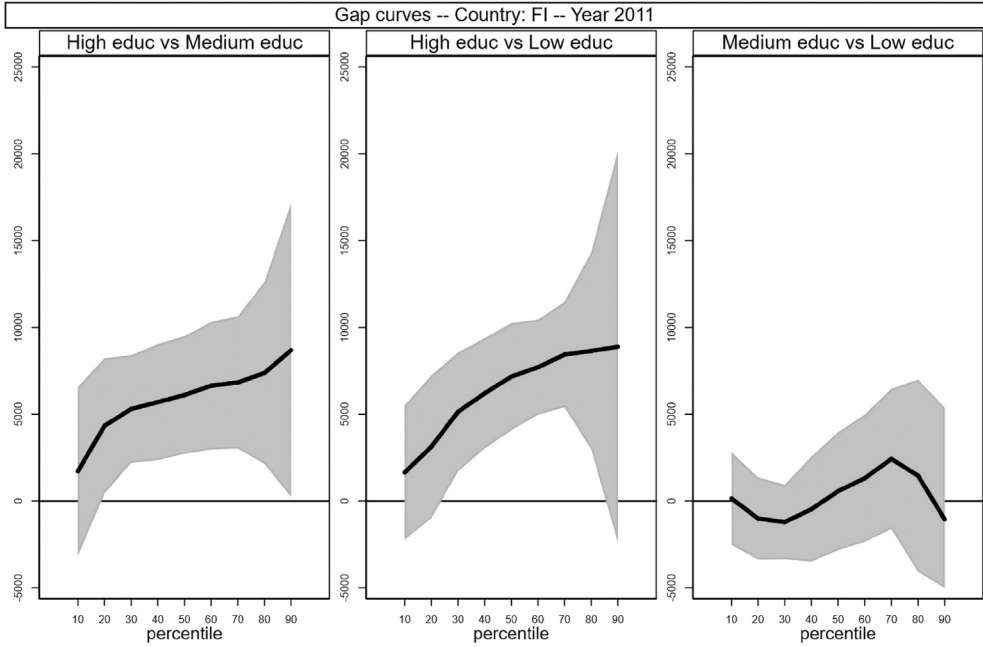 Gap curves -- Country: FI -- Year 2011
High educ vs Medium educ
High educ vs Low educ
Medium educ vs Low educ
25000
20000
15000
10000
5000
0
-5000
10 20 30 40 50 60 70 80 90
percentile
25000
20000
15000
10000
5000
0
-5000
10 20 30 40 50 60 70 80 90
percentile
25000
20000
15000
10000
5000
0
-5000
10 20 30 40 50 60 70 80 90
percentile